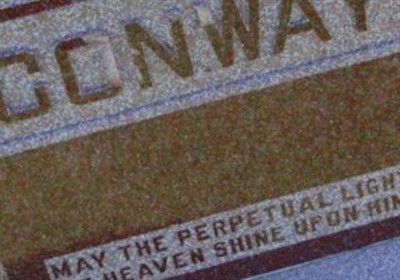 CONWAY
MAY THE PERPETUAL LIGHT
HEAVEN SHINE UPON HIM